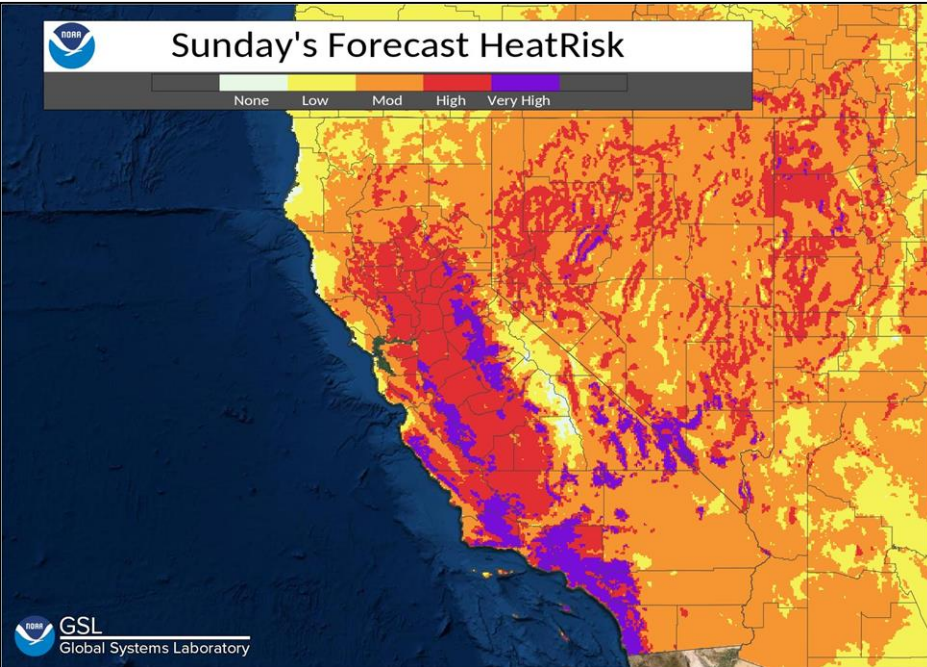 NOAA
Sunday's Forecast HeatRisk
None Low Mod High Very High
NOAA
GSL
Global Systems Laboratory